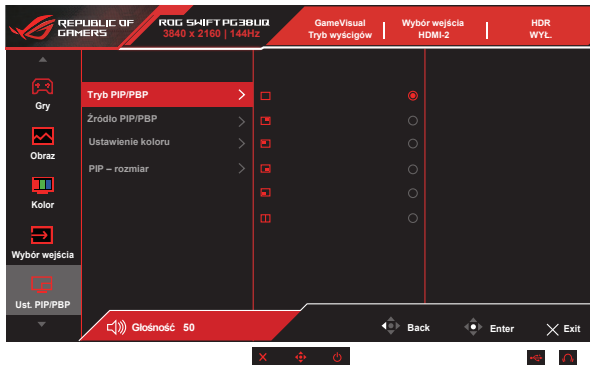 REPUBLIC OF
GAMERS
ROG SWIFT PG38UQ
3840 x 2160 | 144Hz
GameVisual
Tryb wyścigów
Wybór wejścia
HDMI-2
HDR
WYŁ.
Gry
Obraz
Kolor
Wybór wejścia
Ust. PIP/PBP
Tryb PIP/PBP
Źródło PIP/PBP
Ustawienie koloru
PIP – rozmiar
Głośność 50
Back
Enter
Exit